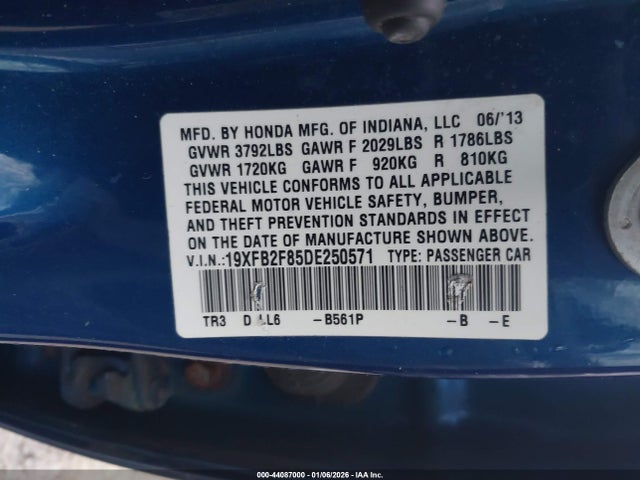 MFD. BY HONDA MFG. OF INDIANA, LLC 06/'13
GVWR 3792LBS GAWR F 2029LBS R 1786LBS
GVWR 1720KG GAWR F 920KG R 810KG
THIS VEHICLE CONFORMS TO ALL APPLICABLE
FEDERAL MOTOR VEHICLE SAFETY, BUMPER,
AND THEFT PREVENTION STANDARDS IN EFFECT
ON THE DATE OF MANUFACTURE SHOWN ABOVE.
V.I.N.:19XFB2F85DE250571 TYPE: PASSENGER CAR
TR3 L6 -B561P -B -E
000-44087000 - 01/06/2026 - IAA Inc.